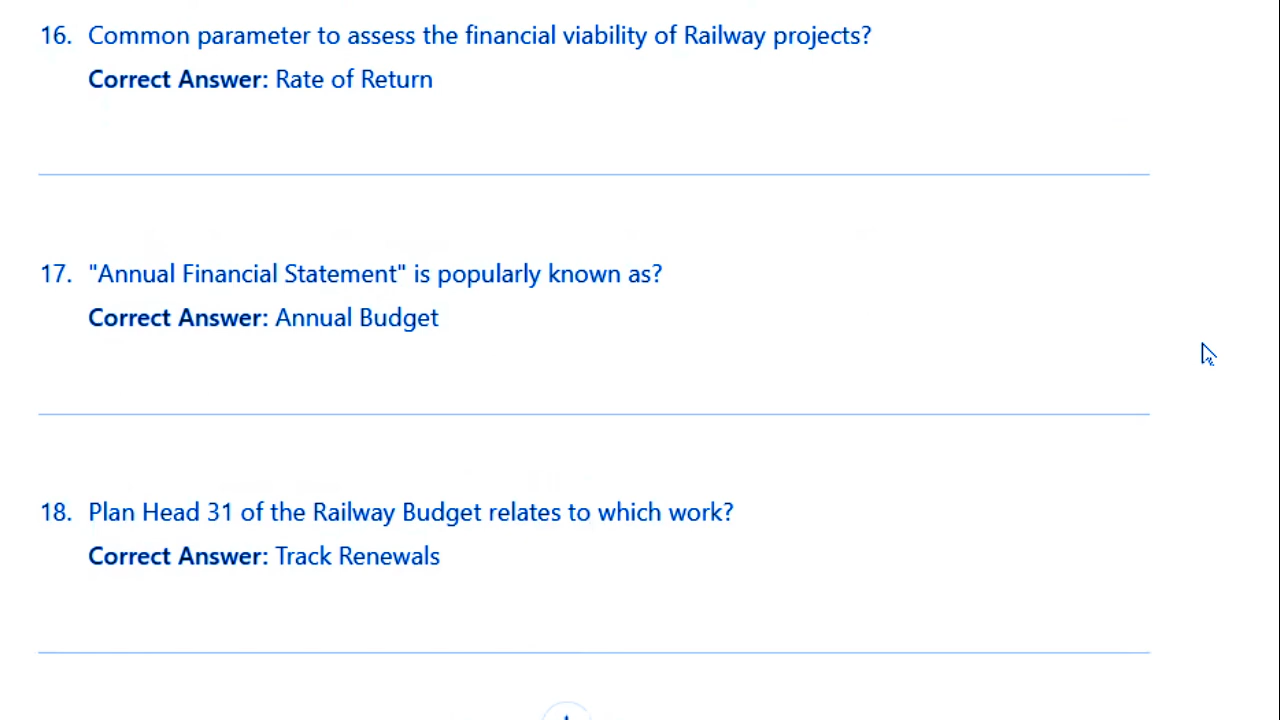 16. Common parameter to assess the financial viability of Railway projects?
Correct Answer: Rate of Return
17. "Annual Financial Statement" is popularly known as?
Correct Answer: Annual Budget
18. Plan Head 31 of the Railway Budget relates to which work?
Correct Answer: Track Renewals